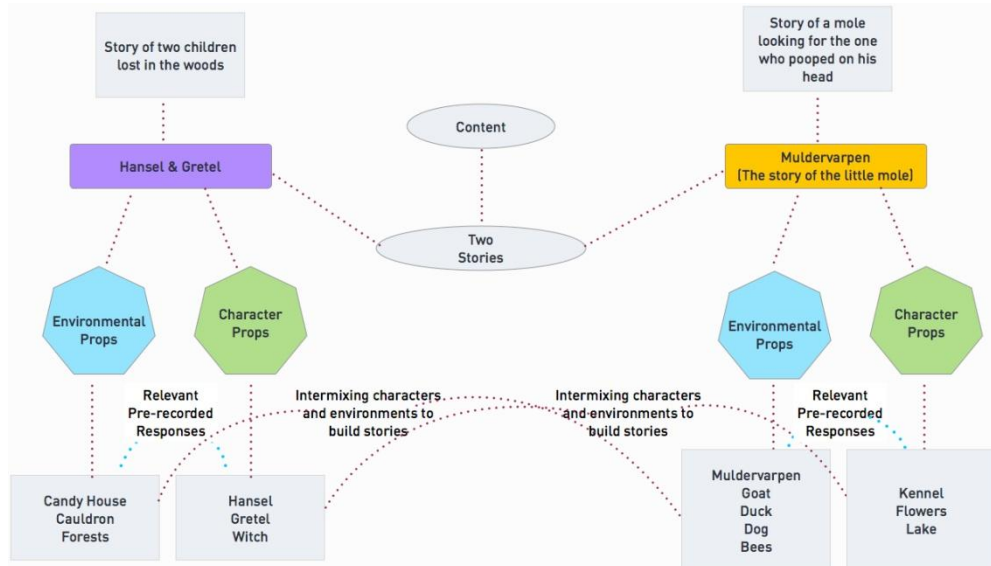 Story of two children
lost in the woods
Story of a mole
looking for the one
who pooped on his
head
Content
Hansel & Gretel
Muldervarpen
(The story of the little mole)
Two
Stories
Environmental
Props
Character
Props
Environmental
Props
Character
Props
Relevant
Pre-recorded
Responses
Intermixing characters
and environments to
build stories
Intermixing characters
and environments to
build stories
Relevant
Pre-recorded
Responses
Candy House
Cauldron
Forests
Hansel
Gretel
Witch
Muldervarpen
Goat
Duck
Dog
Bees
Kennel
Flowers
Lake